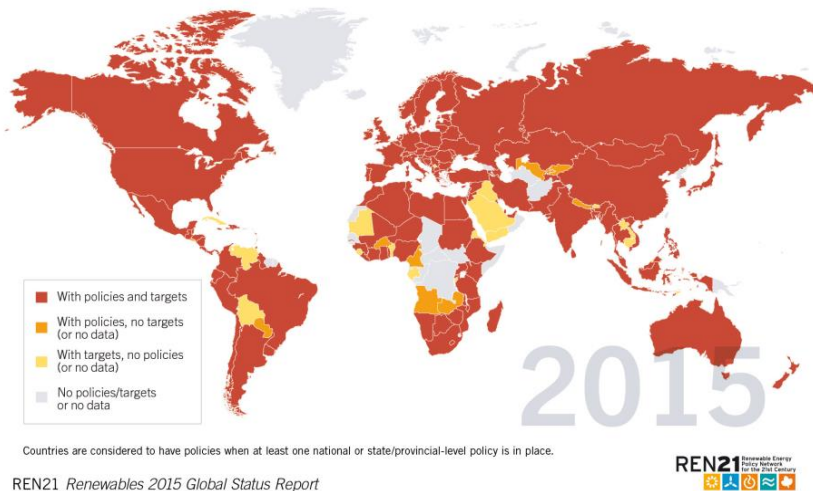 With policies and targets
With policies, no targets
(or no data)
With targets, no policies
(or no data)
No policies/targets
or no data
2015
Countries are considered to have policies when at least one national or state/provincial-level policy is in place.
REN21 Renewables 2015 Global Status Report
REN21
Renewable Energy
Policy Network
for the 21st Century